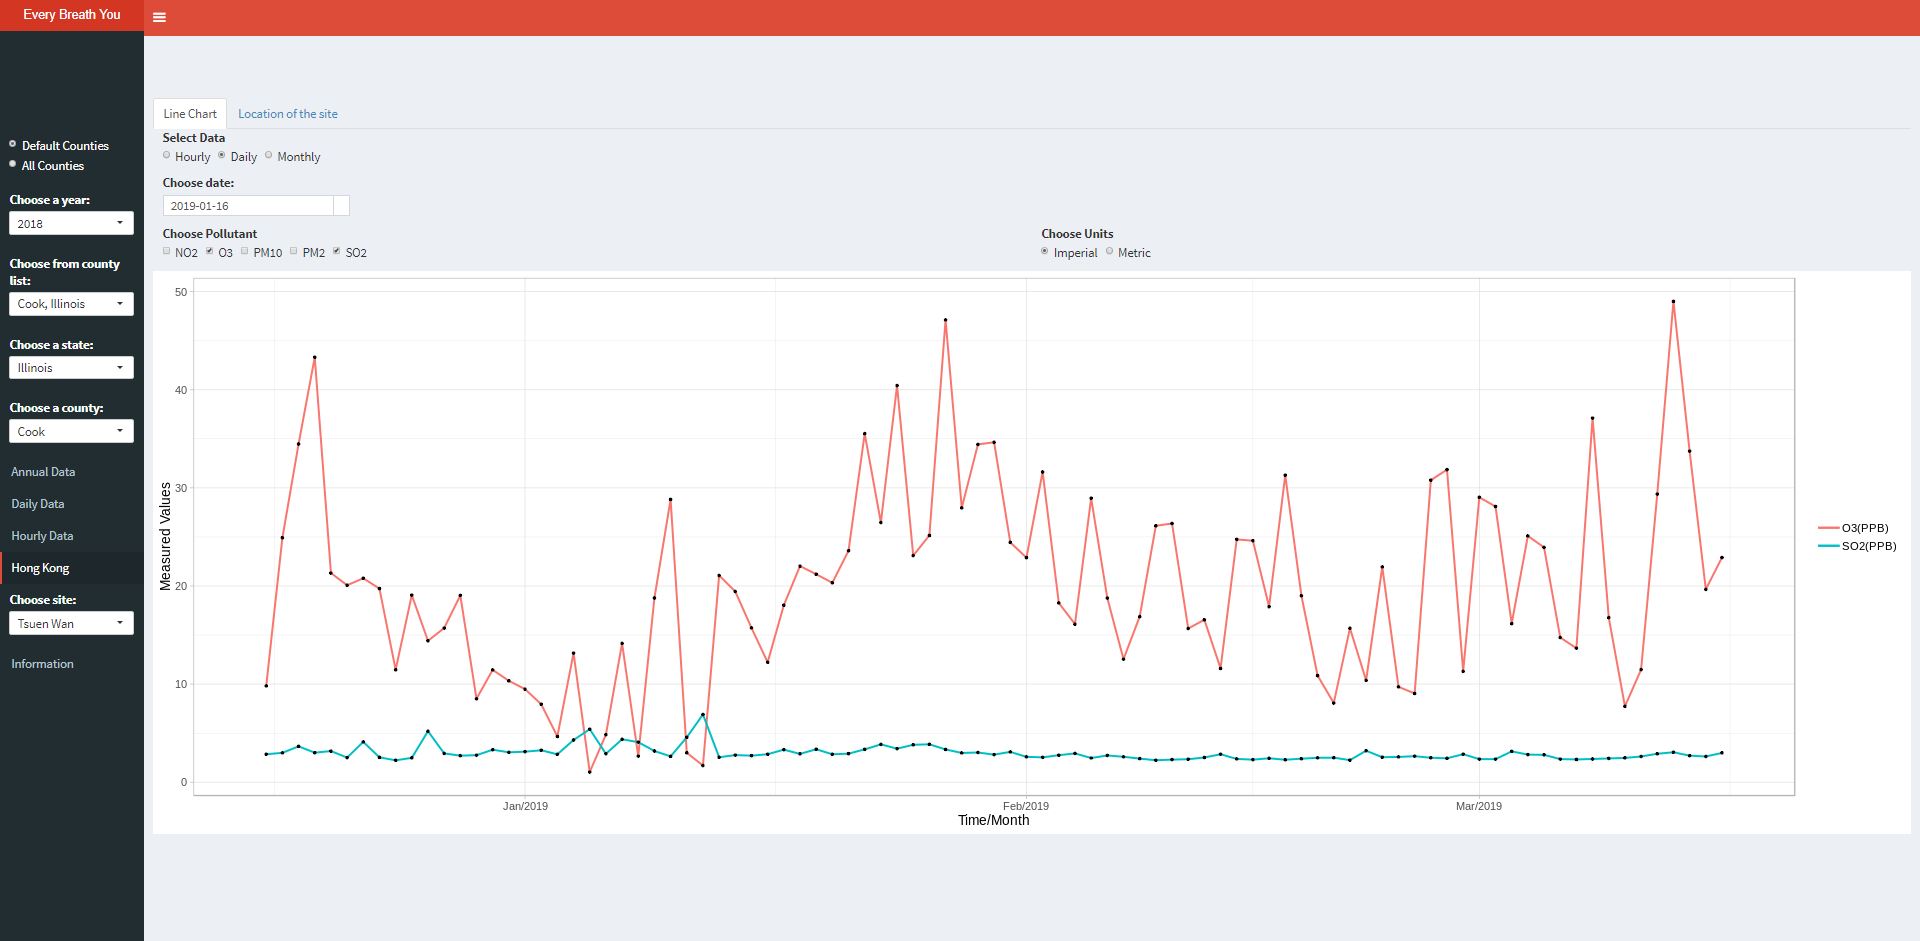 Every Breath You
Default Counties
All Counties
Choose a year:
2018
Choose from county
list:
Cook, Illinois
Choose a state:
Illinois
Choose a county:
Cook
Annual Data
Daily Data
Hourly Data
Hong Kong
Choose site:
Tsuen Wan
Information
Line Chart Location of the site
Select Data
Hourly Daily Monthly
Choose date:
2019-01-16
Choose Pollutant Choose Units
NO2 O3 PM10 PM2 SO2 Imperial Metric
50
40
30
20
10
0
Measured Values
O3(PPB)
SO2(PPB)
Jan/2019 Feb/2019 Mar/2019
Time/Month